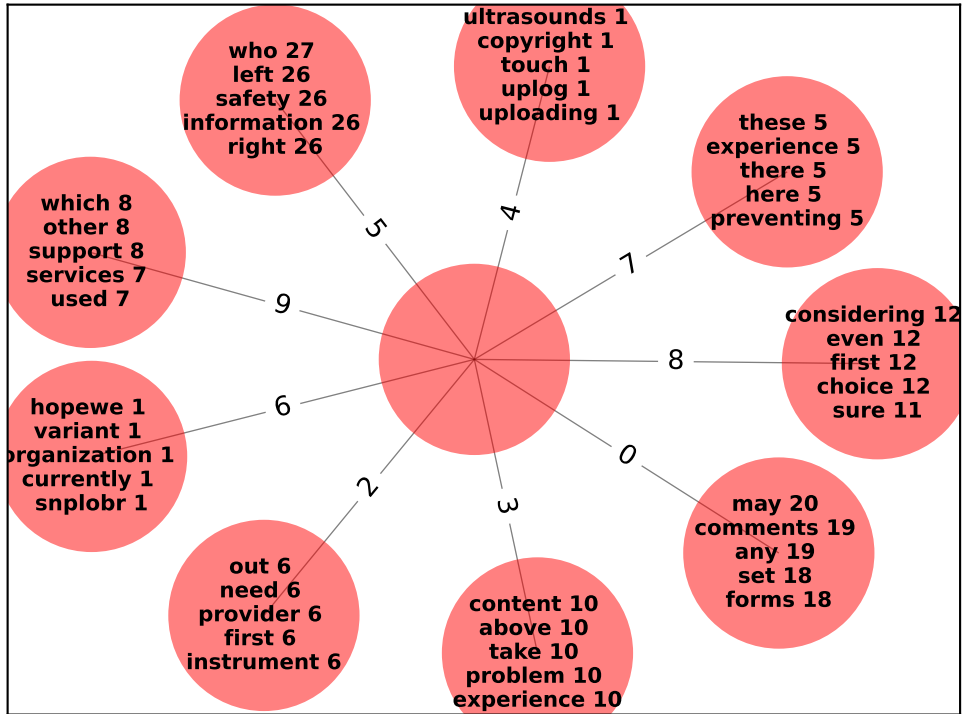 who 27
left 26
safety 26
information 26
right 26
ultrasounds 1
copyright 1
touch 1
uplog 1
uploading 1
these 5
experience 5
there 5
here 5
preventing 5
which 8
other 8
support 8
services 7
used 7
considering 12
even 12
first 12
choice 12
sure 11
hopewe 1
variant 1
organization 1
currently 1
snplobr 1
may 20
comments 19
any 19
set 18
forms 18
out 6
need 6
provider 6
first 6
instrument 6
content 10
above 10
take 10
problem 10
experience 10
5
4
7
9
8
6
0
2
3